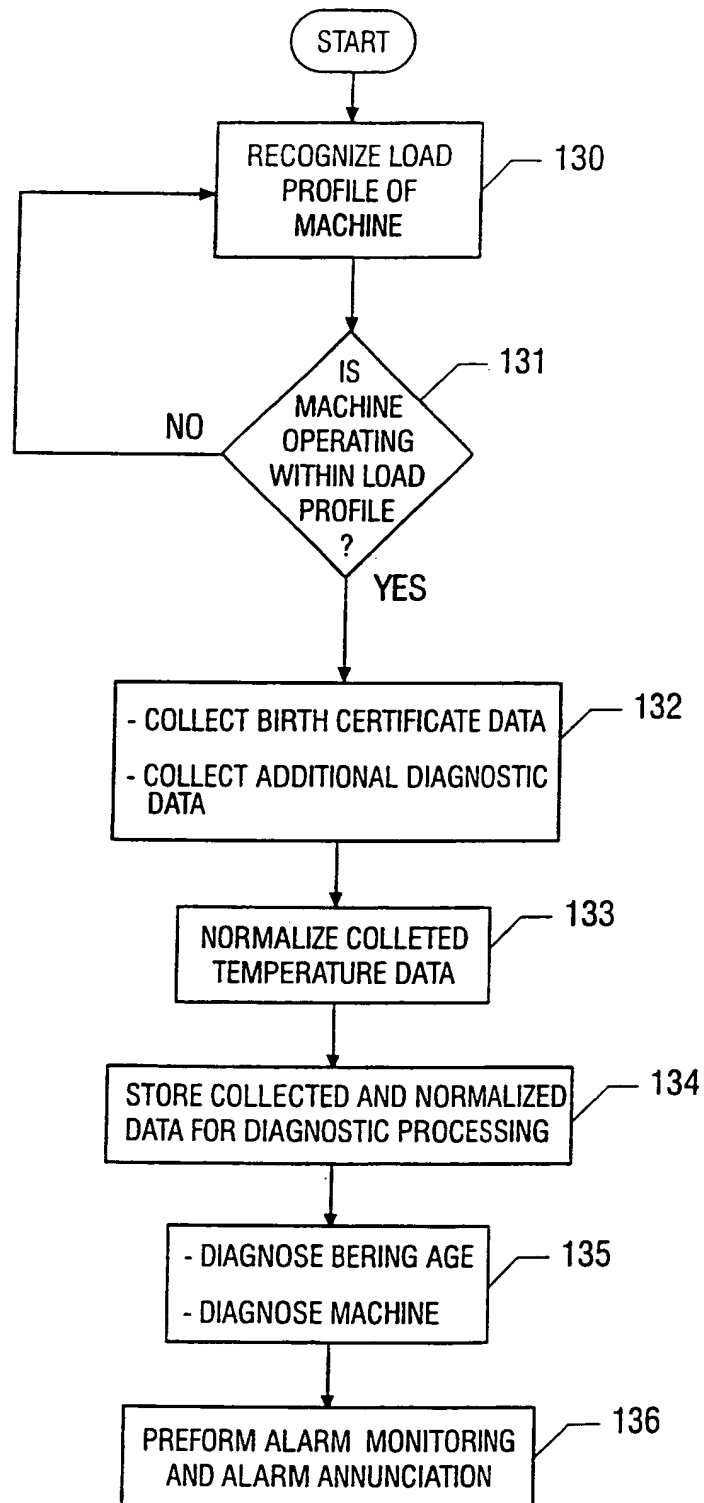 START
RECOGNIZE LOAD
PROFILE OF
MACHINE
130
IS
MACHINE
OPERATING
WITHIN LOAD
PROFILE
?
131
NO
YES
- COLLECT BIRTH CERTIFICATE DATA
- COLLECT ADDITIONAL DIAGNOSTIC
DATA
132
NORMALIZE COLLETED
TEMPERATURE DATA
133
STORE COLLECTED AND NORMALIZED
DATA FOR DIAGNOSTIC PROCESSING
134
- DIAGNOSE BERING AGE
- DIAGNOSE MACHINE
135
PREFORM ALARM MONITORING
AND ALARM ANNUNCIATION
136